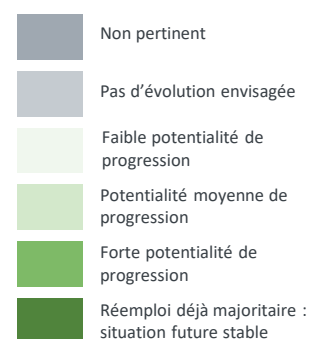 Non pertinent
Pas d’évolution envisagée
Faible potentialité de
progression
Potentialité moyenne de
progression
Forte potentialité de
progression
Réemploi déjà majoritaire :
situation future stable